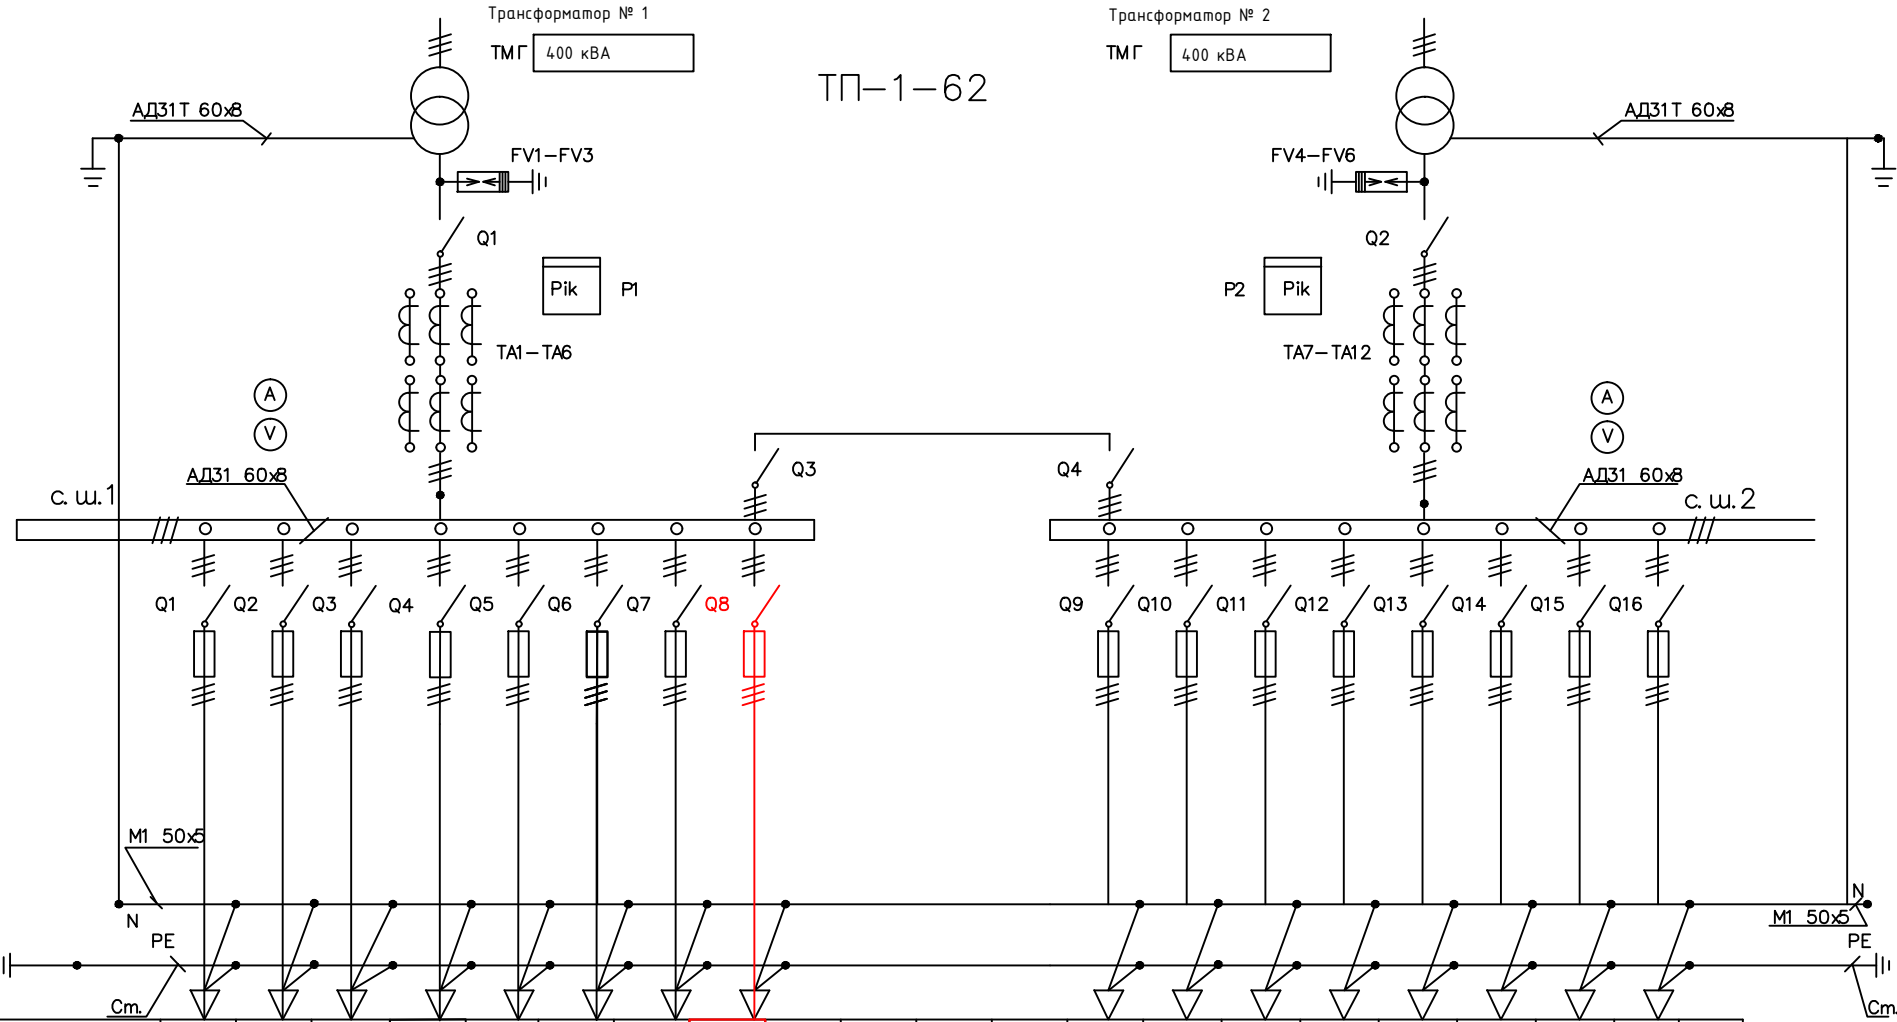 Трансформатор № 1
Трансформатор № 2
ТМГ 400 кВА
ТМГ 400 кВА
ТП-1-62
АД31Т 60х8
АД31Т 60х8
FV1-FV3
FV4-FV6
Q1
Q2
Pik P1
P2 Pik
TA1-TA6
TA7-TA12
A
A
V
V
Q3
Q4
АД31 60х8
АД31 60х8
с. ш.1
с. ш.2
Q1 Q2 Q3 Q4 Q5 Q6 Q7 Q8
Q9 Q10 Q11 Q12 Q13 Q14 Q15 Q16
М1 50х5
N
N
М1 50х5
PE
PE
Ст.
Ст.